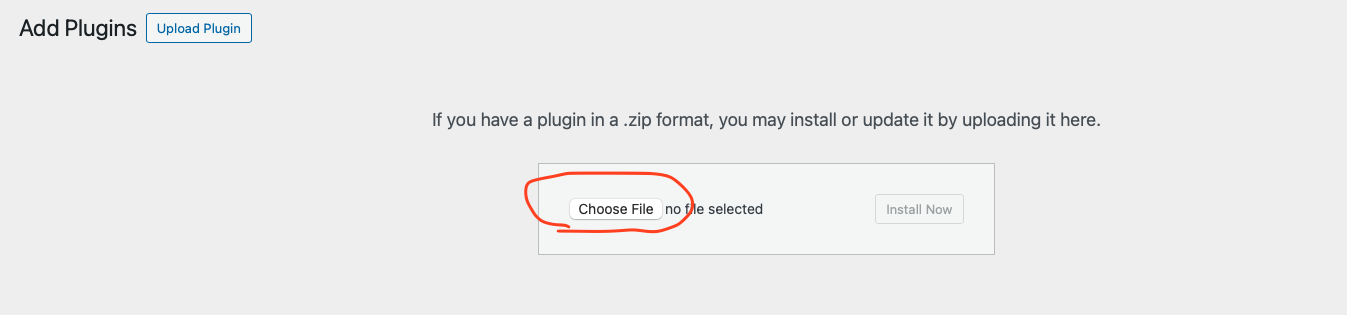 Add Plugins Upload Plugin
If you have a plugin in a .zip format, you may install or update it by uploading it here.
Choose File no file selected Install Now